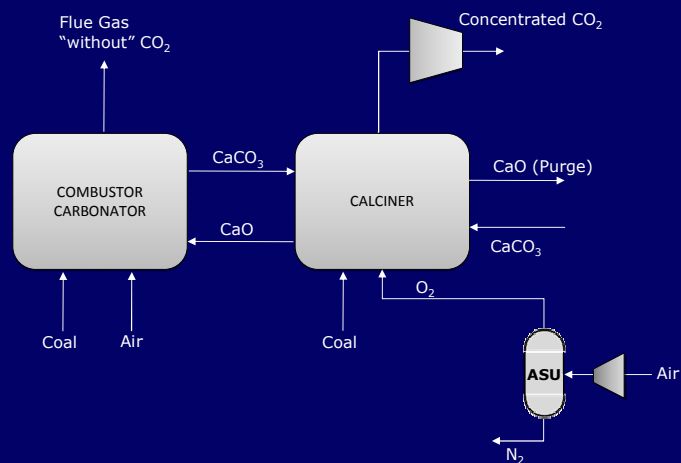 Flue Gas
“without” CO₂
Concentrated CO₂
CaCO₃
CaO (Purge)
COMBUSTOR
CARBONATOR
CALCINER
CaO
CaCO₃
O₂
Coal
Air
Coal
ASU
Air
N₂